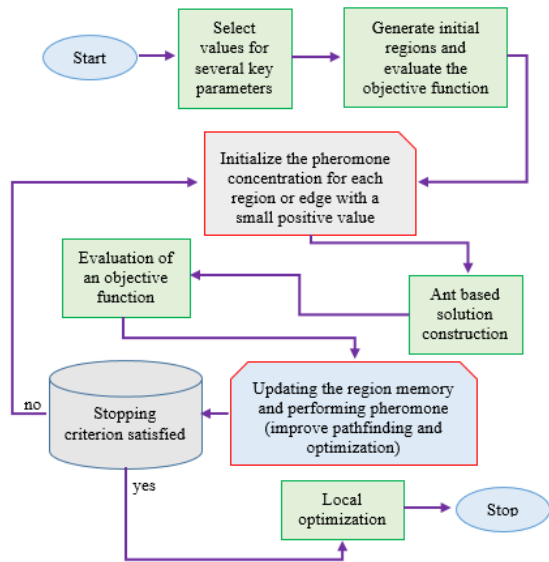 Start
Select
values for
several key
parameters
Generate initial
regions and
evaluate the
objective function
Initialize the pheromone
concentration for each
region or edge with a
small positive value
Evaluation of
an objective
function
Ant based
solution
construction
Updating the region memory
and performing pheromone
(improve pathfinding and
optimization)
Stopping
criterion satisfied
no
yes
Local
optimization
Stop